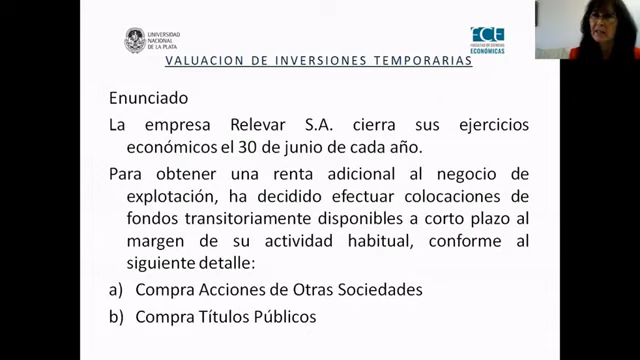 UNIVERSIDAD
NACIONAL
DE LA PLATA
FCE
FACULTAD DE CIENCIAS
ECONÓMICAS
VALUACION DE INVERSIONES TEMPORARIAS
Enunciado
La empresa Relevar S.A. cierra sus ejercicios
económicos el 30 de junio de cada año.
Para obtener una renta adicional al negocio de
explotación, ha decidido efectuar colocaciones de
fondos transitoriamente disponibles a corto plazo al
margen de su actividad habitual, conforme al
siguiente detalle:
a) Compra Acciones de Otras Sociedades
b) Compra Títulos Públicos